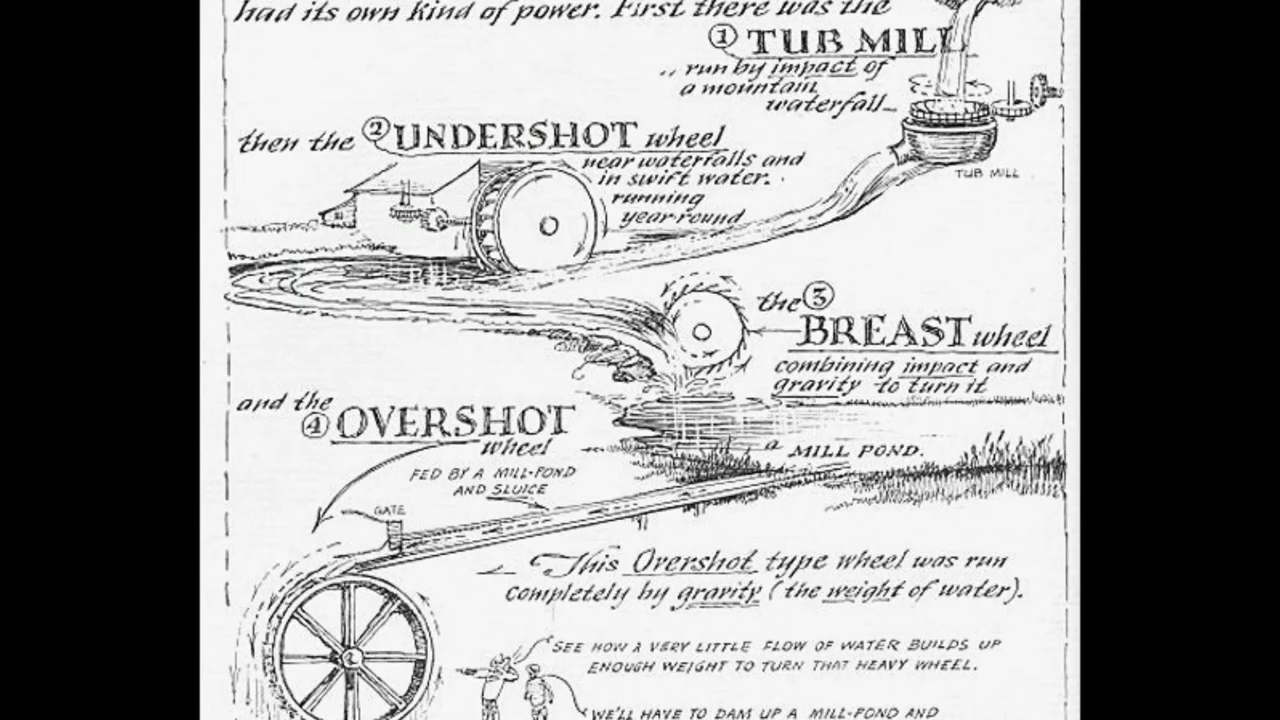 had its own kind of power. First there was the
① TUB MILL
.. run by impact of
a mountain
waterfall
TUB MILL
then the ② UNDERSHOT wheel
near waterfalls and
in swift water.
running
year-round
the ③
BREAST wheel
combining impact and
gravity to turn it
and the
④ OVERSHOT
wheel
a MILL POND.
FED BY A MILL-POND
AND SLUICE
GATE
This Overshot type wheel was run
completely by gravity (the weight of water).
SEE HOW A VERY LITTLE FLOW OF WATER BUILDS UP
ENOUGH WEIGHT TO TURN THAT HEAVY WHEEL.
WE'LL HAVE TO DAM UP A MILL-POND AND